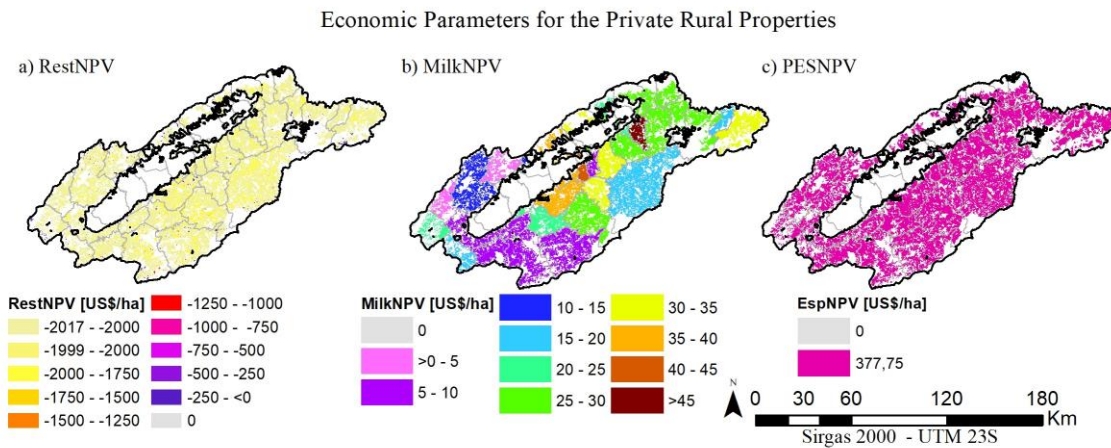 Economic Parameters for the Private Rural Properties
a) RestNPV
b) MilkNPV
c) PESNPV
RestNPV [US$/ha]
-2017 - -2000
-1999 - -2000
-2000 - -1750
-1750 - -1500
-1500 - -1250
-1250 - -1000
-1000 - -750
-750 - -500
-500 - -250
-250 - <0
0
MilkNPV [US$/ha]
0
>0 - 5
5 - 10
10 - 15
15 - 20
20 - 25
25 - 30
30 - 35
35 - 40
40 - 45
>45
EspNPV [US$/ha)
0
377,75
N
0 30 60 120 180
Km
Sirgas 2000 - UTM 23S